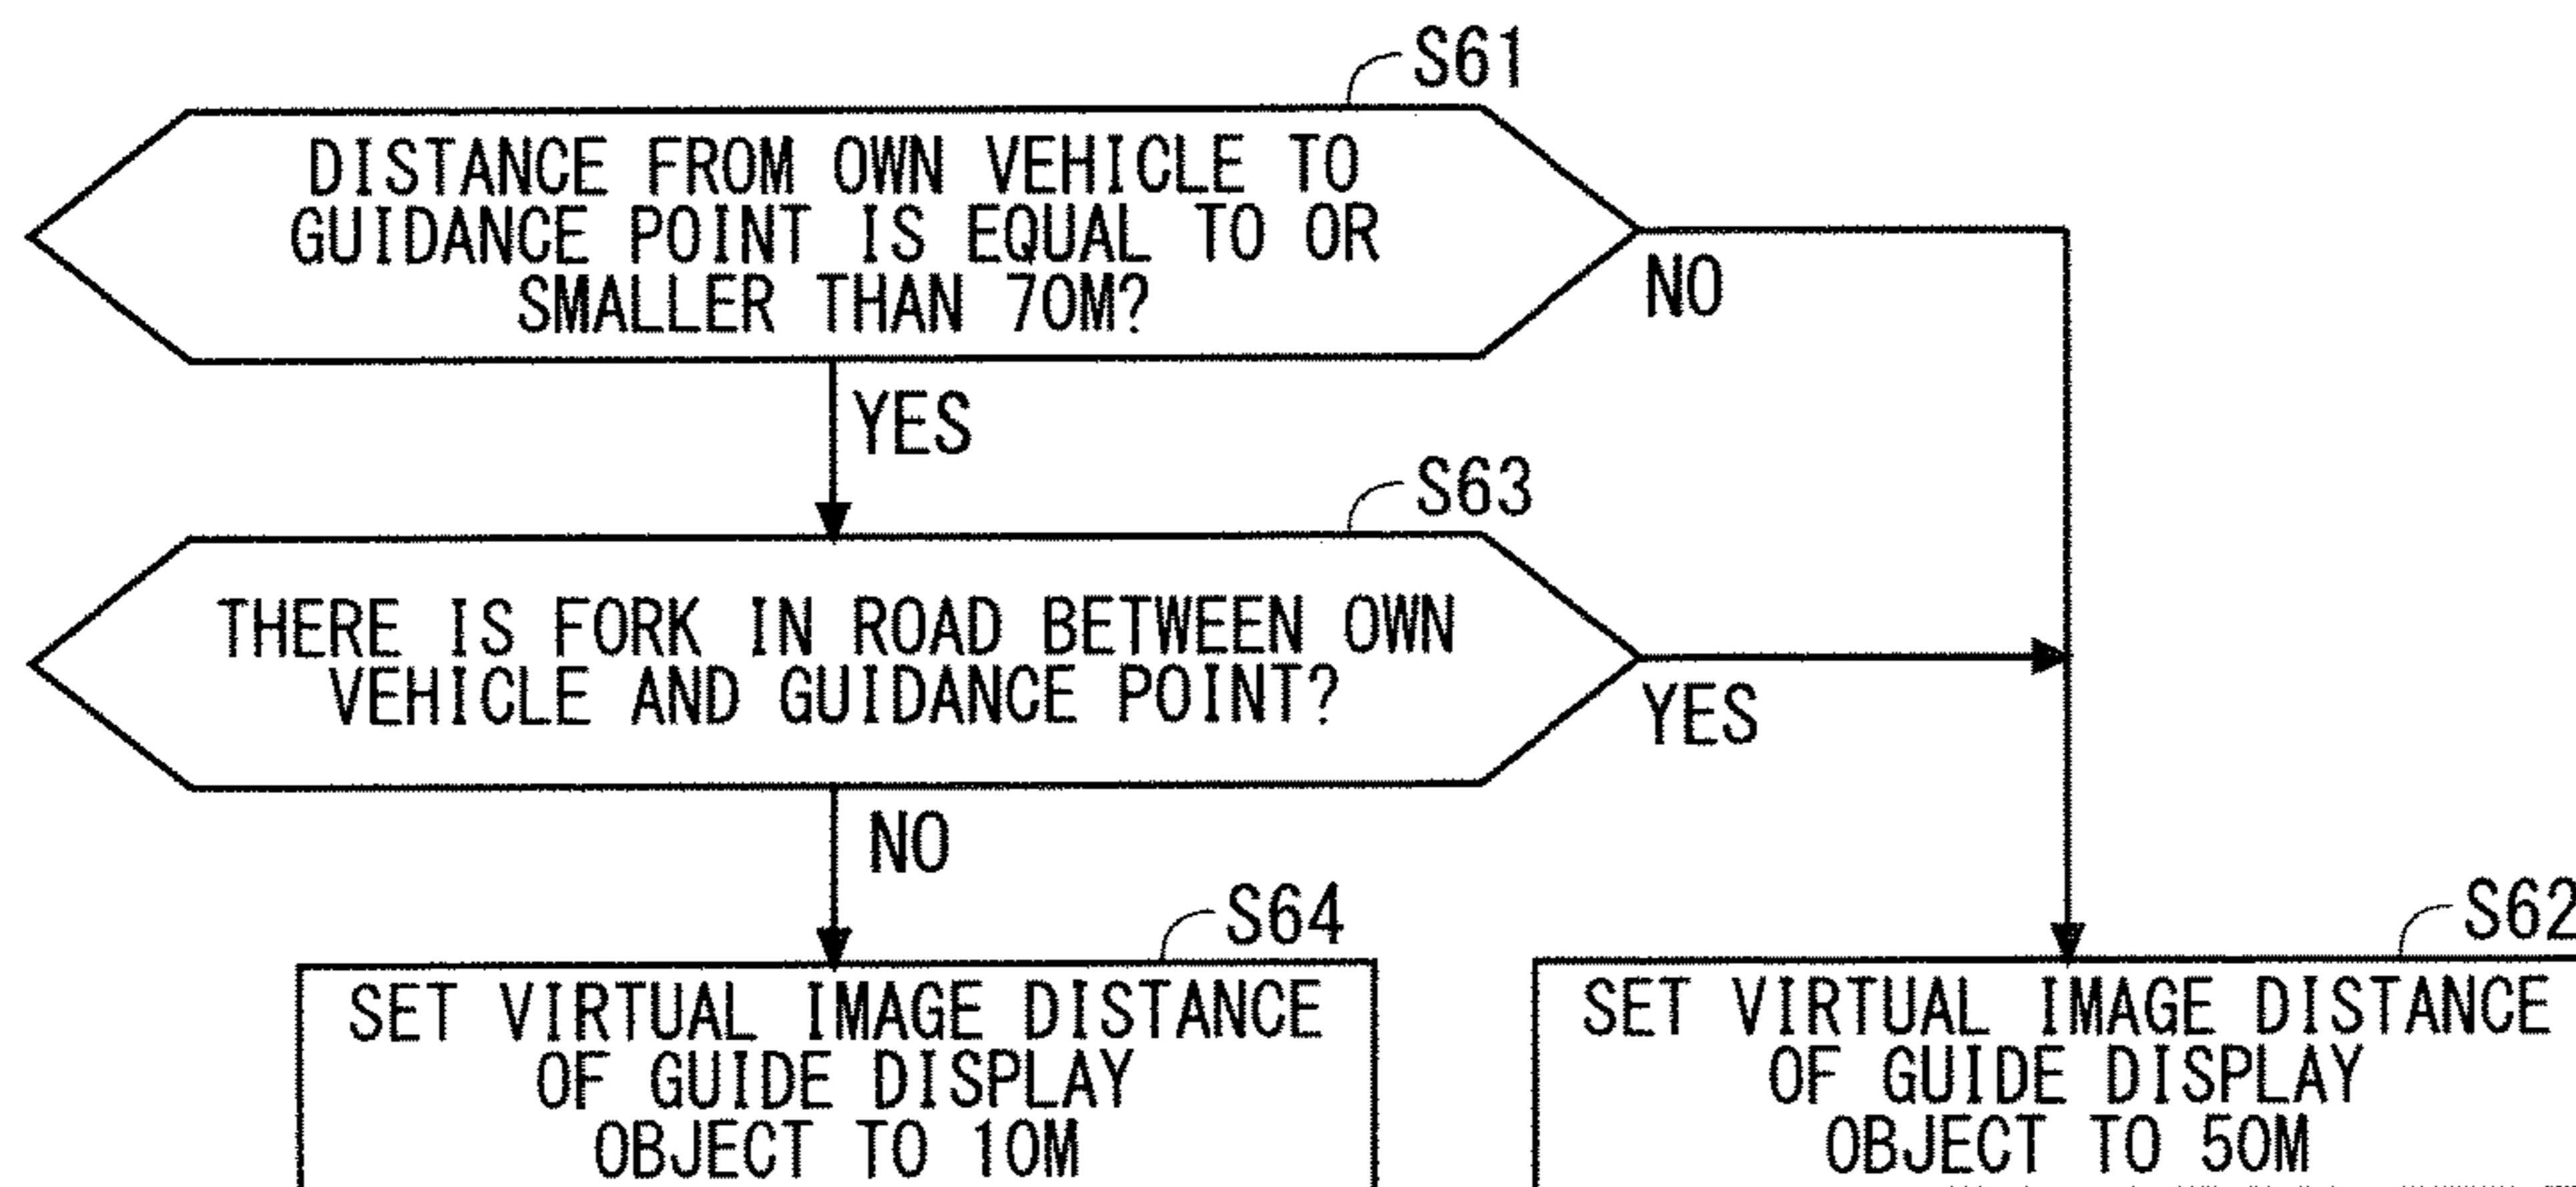 S61
DISTANCE FROM OWN VEHICLE TO
GUIDANCE POINT IS EQUAL TO OR
SMALLER THAN 70M?
NO
YES
S63
THERE IS FORK IN ROAD BETWEEN OWN
VEHICLE AND GUIDANCE POINT?
YES
NO
S64
SET VIRTUAL IMAGE DISTANCE
OF GUIDE DISPLAY
OBJECT TO 10M
S62
SET VIRTUAL IMAGE DISTANCE
OF GUIDE DISPLAY
OBJECT TO 50M